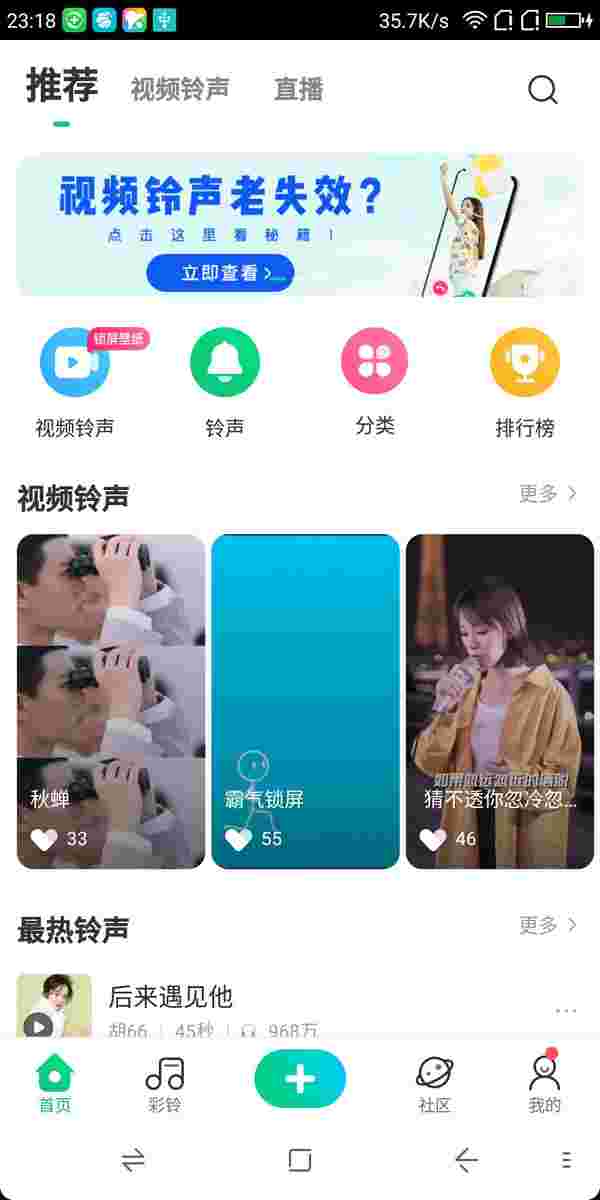 23:18
35.7K/s
推荐
视频铃声
直播
视频铃声老失效?
点击这里看秘籍!
立即查看
锁屏壁纸
视频铃声
铃声
分类
排行榜
视频铃声
更多
如常忽远忽近的洒脱
秋蝉
霸气锁屏
猜不透你忽冷忽...
33
55
46
最热铃声
更多
后来遇见他
胡66
45秒
968万
首页
彩铃
社区
我的